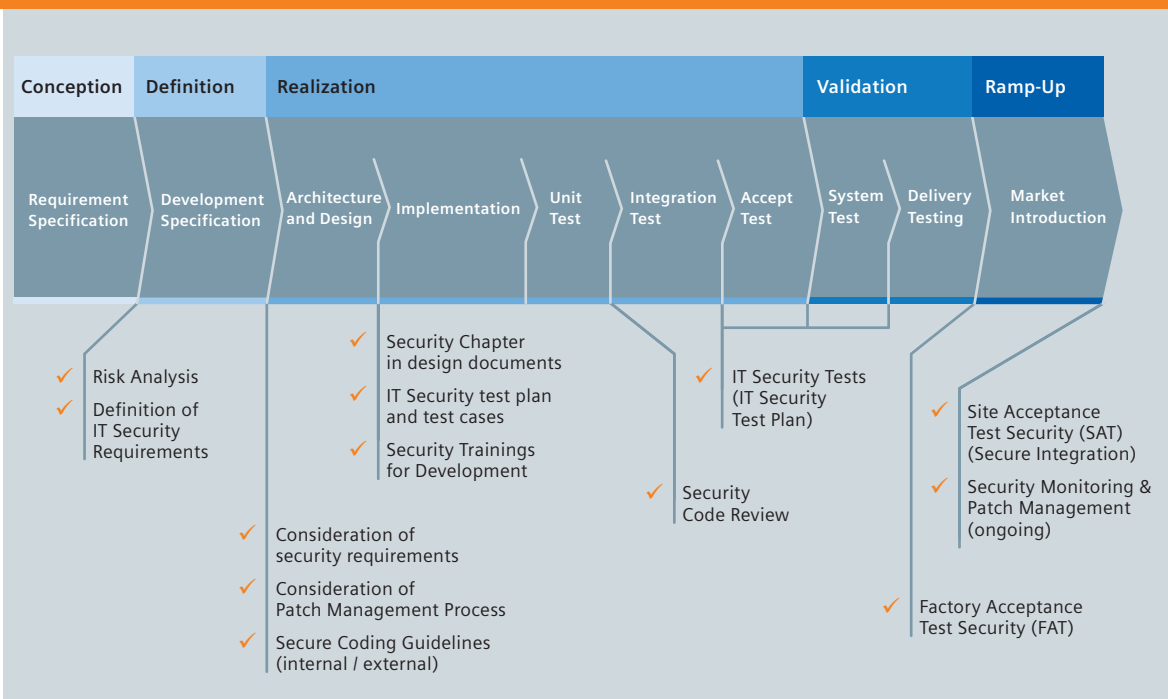 Conception
Definition
Realization
Validation
Ramp-Up
Requirement
Specification
Development
Specification
Architecture
and Design
Implementation
Unit
Test
Integration
Test
Accept
Test
System
Test
Delivery
Testing
Market
Introduction
Risk Analysis
Definition of
IT Security
Requirements
Consideration of
security requirements
Consideration of
Patch Management Process
Secure Coding Guidelines
(internal / external)
Security Chapter
in design documents
IT Security test plan
and test cases
Security Trainings
for Development
Security
Code Review
IT Security Tests
(IT Security
Test Plan)
Factory Acceptance
Test Security (FAT)
Site Acceptance
Test Security (SAT)
(Secure Integration)
Security Monitoring &
Patch Management
(ongoing)